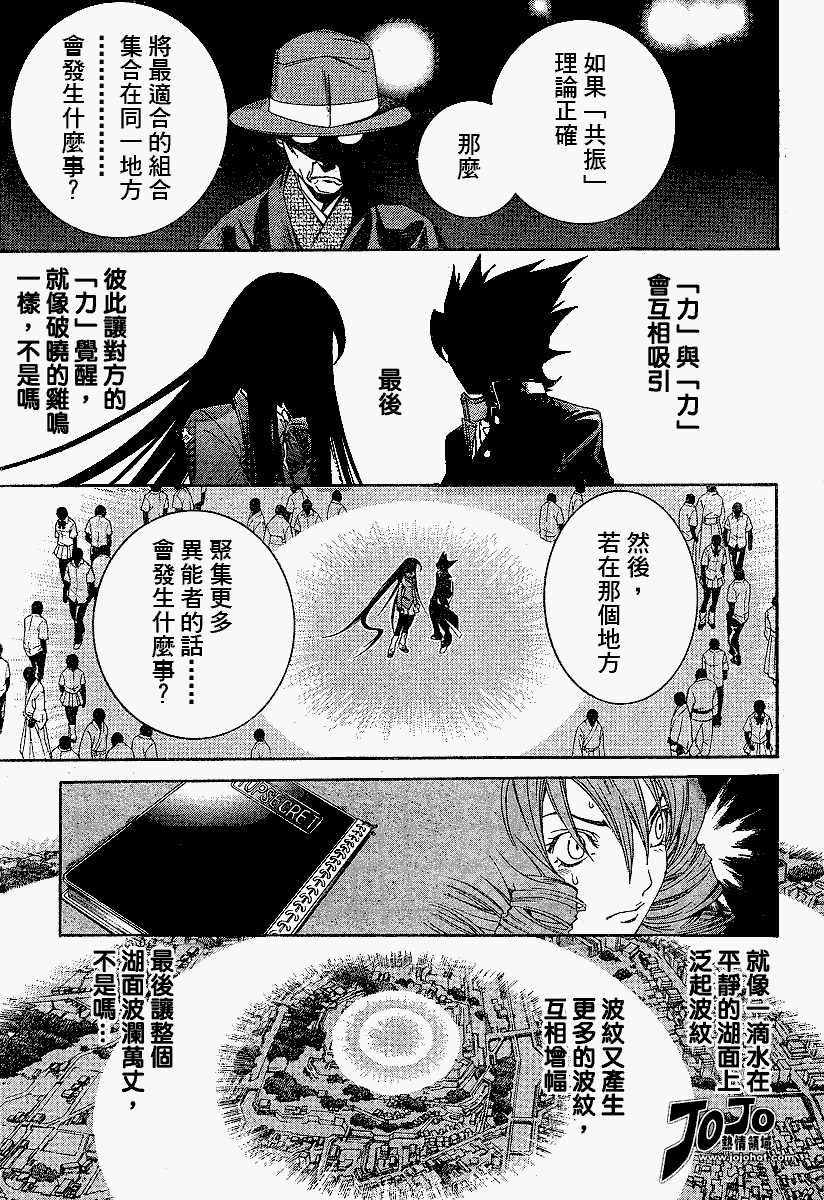 如果「共振」
理論正確
那麼
將最適合的組合
集合在同一地方
………………
會發生什麼事？
「力」與「力」
會互相吸引
最後
彼此讓對方的
「力」覺醒，
就像破曉的雞鳴
一樣，不是嗎
然後，
若在那個地方
聚集更多
異能者的話……
會發生什麼事？
TOPSECRET
就像一滴水在
平靜的湖面上
泛起波紋
波紋又產生
更多的波紋，
互相增幅
最後讓整個
湖面波瀾萬丈，
不是嗎…
JOJO
熱情領域
www.jojohot.com